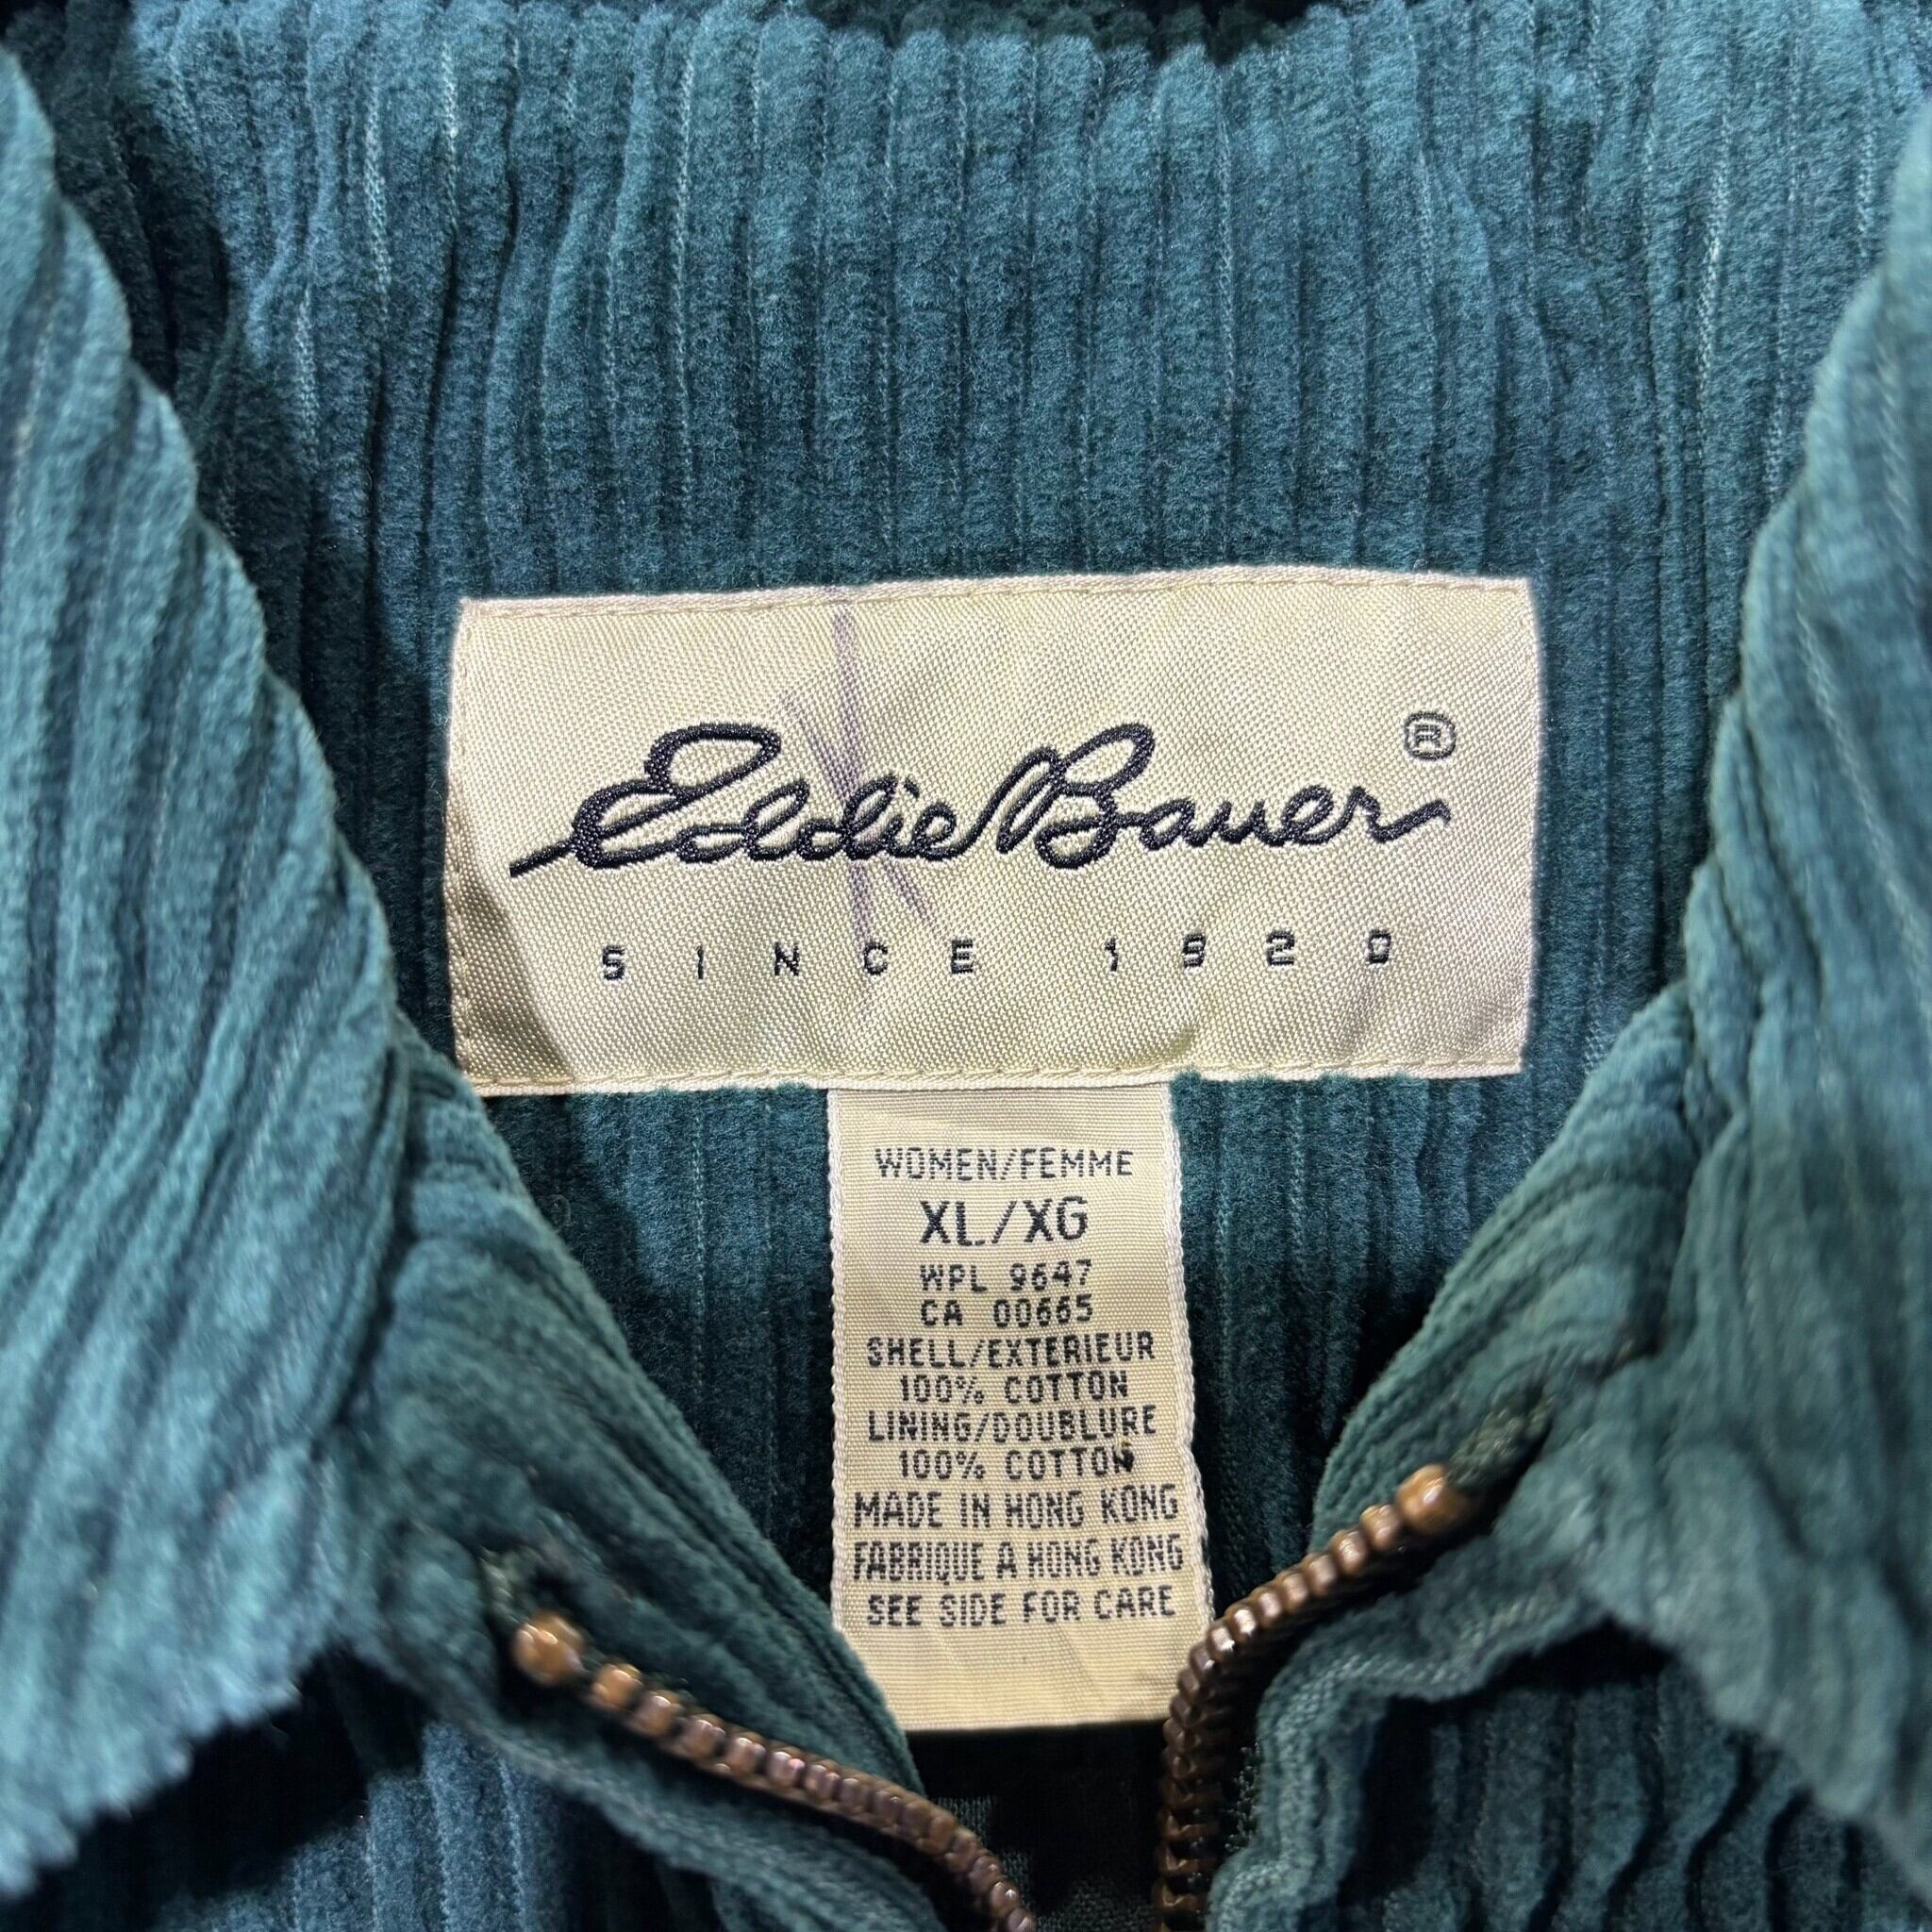 Eddie Bauer ®
SINCE 1920
WOMEN/FEMME
XL/XG
WPL 9647
CA 00665
SHELL/EXTERIEUR
100% COTTON
LINING/DOUBLURE
100% COTTON
MADE IN HONG KONG
FABRIQUE A HONG KONG
SEE SIDE FOR CARE